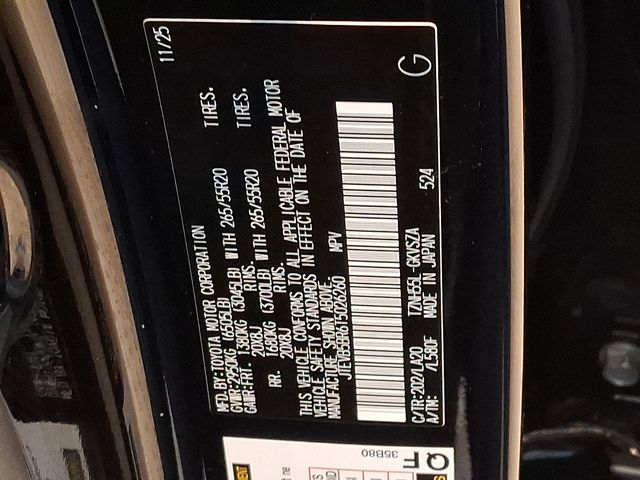 11/25
MFD.BY:TOYOTA MOTOR CORPORATION
GVWR:2950KG (6505LB)
GAWR:FRT. 1380KG (3045LB) WITH 265/55R20 TIRES.
20X8J RIMS.
RR. 1680KG (3700LB) WITH 265/55R20 TIRES.
20X8J RIMS.
THIS VEHICLE CONFORMS TO ALL APPLICABLE FEDERAL MOTOR
VEHICLE SAFETY STANDARDS IN EFFECT ON THE DATE OF
MANUFACTURE SHOWN ABOVE.
MPV
C/TR:202/LA20 TZNH55L-GKVSZA
A/TM: /L580F MADE IN JAPAN 524
G
35B80
QF